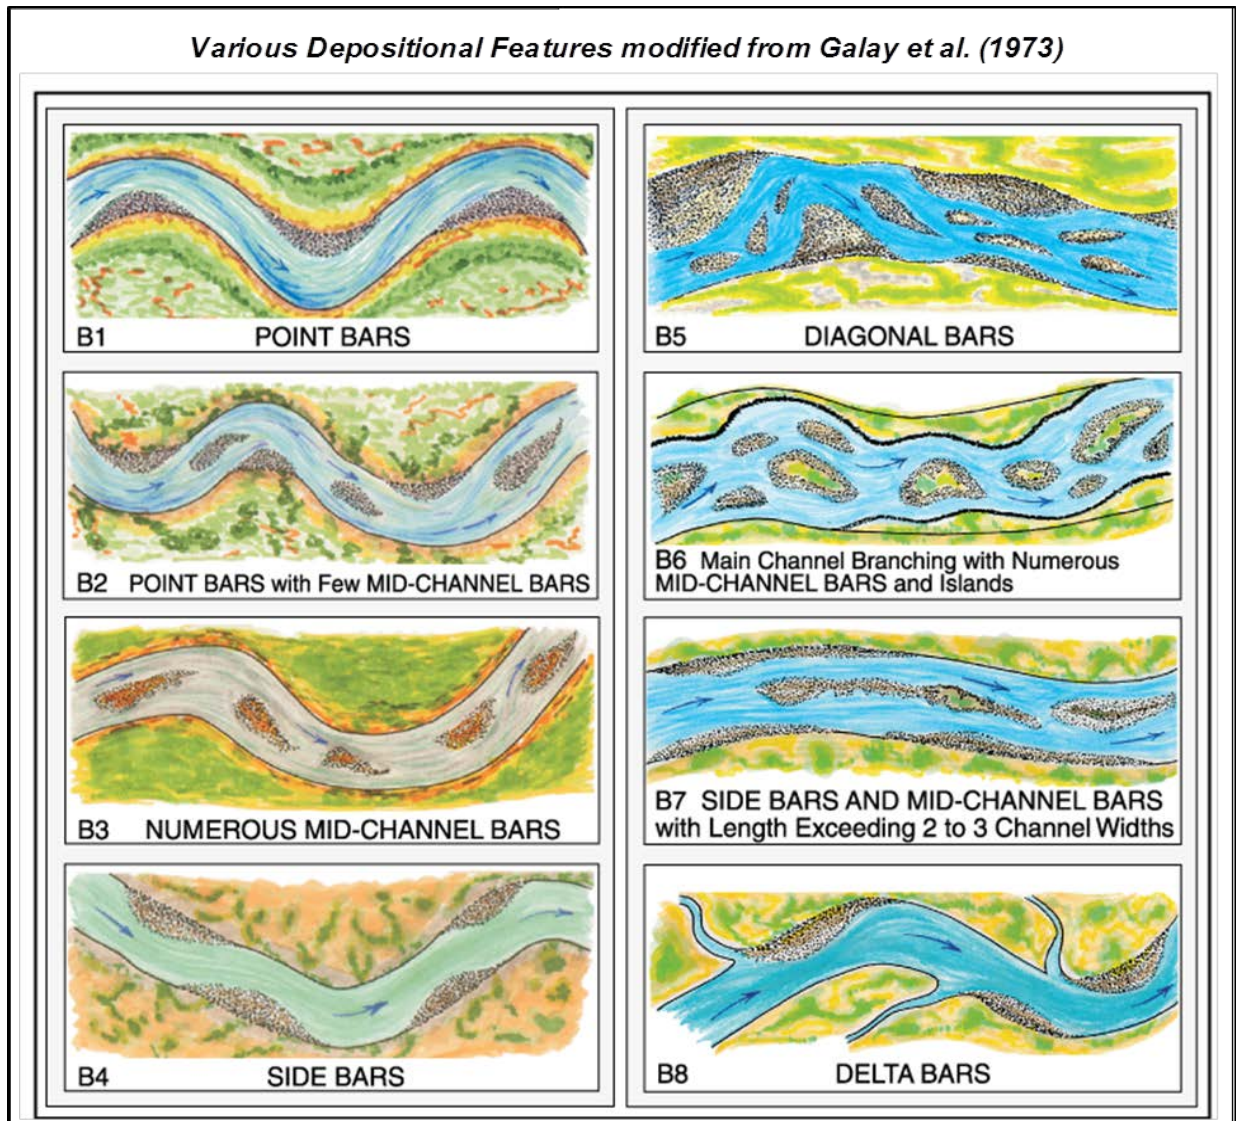 Various Depositional Features modified from Galay et al. (1973)
B1 POINT BARS
B2 POINT BARS with Few MID-CHANNEL BARS
B3 NUMEROUS MID-CHANNEL BARS
B4 SIDE BARS
B5 DIAGONAL BARS
B6 Main Channel Branching with Numerous
MID-CHANNEL BARS and Islands
B7 SIDE BARS AND MID-CHANNEL BARS
with Length Exceeding 2 to 3 Channel Widths
B8 DELTA BARS